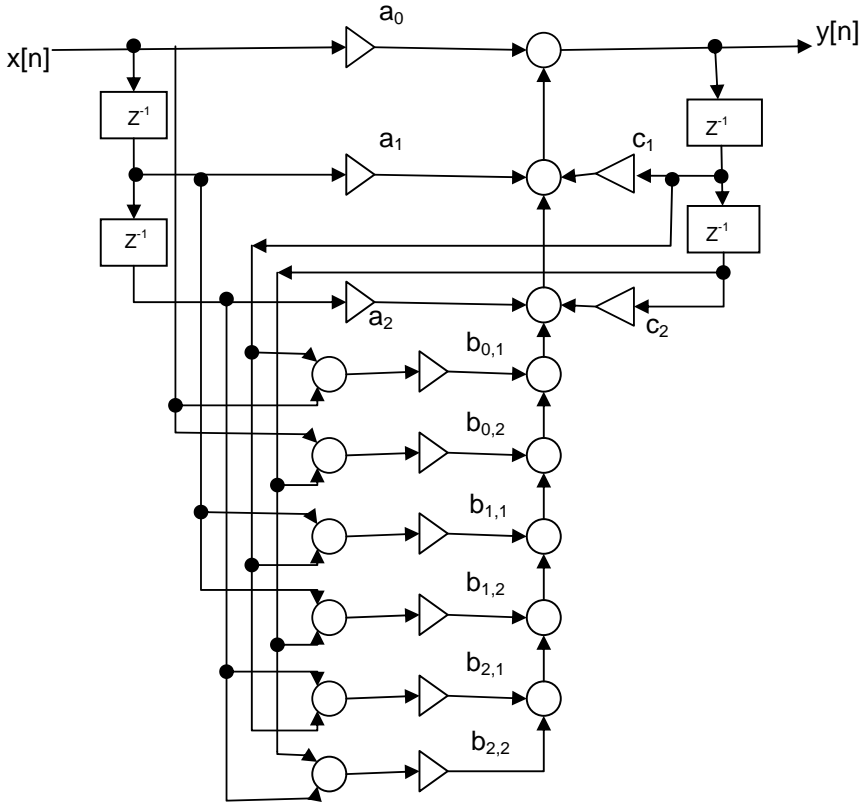 a₀
x[n]
y[n]
Z⁻¹
Z⁻¹
a₁
c₁
Z⁻¹
Z⁻¹
a₂
c₂
b₀,₁
b₀,₂
b₁,₁
b₁,₂
b₂,₁
b₂,₂